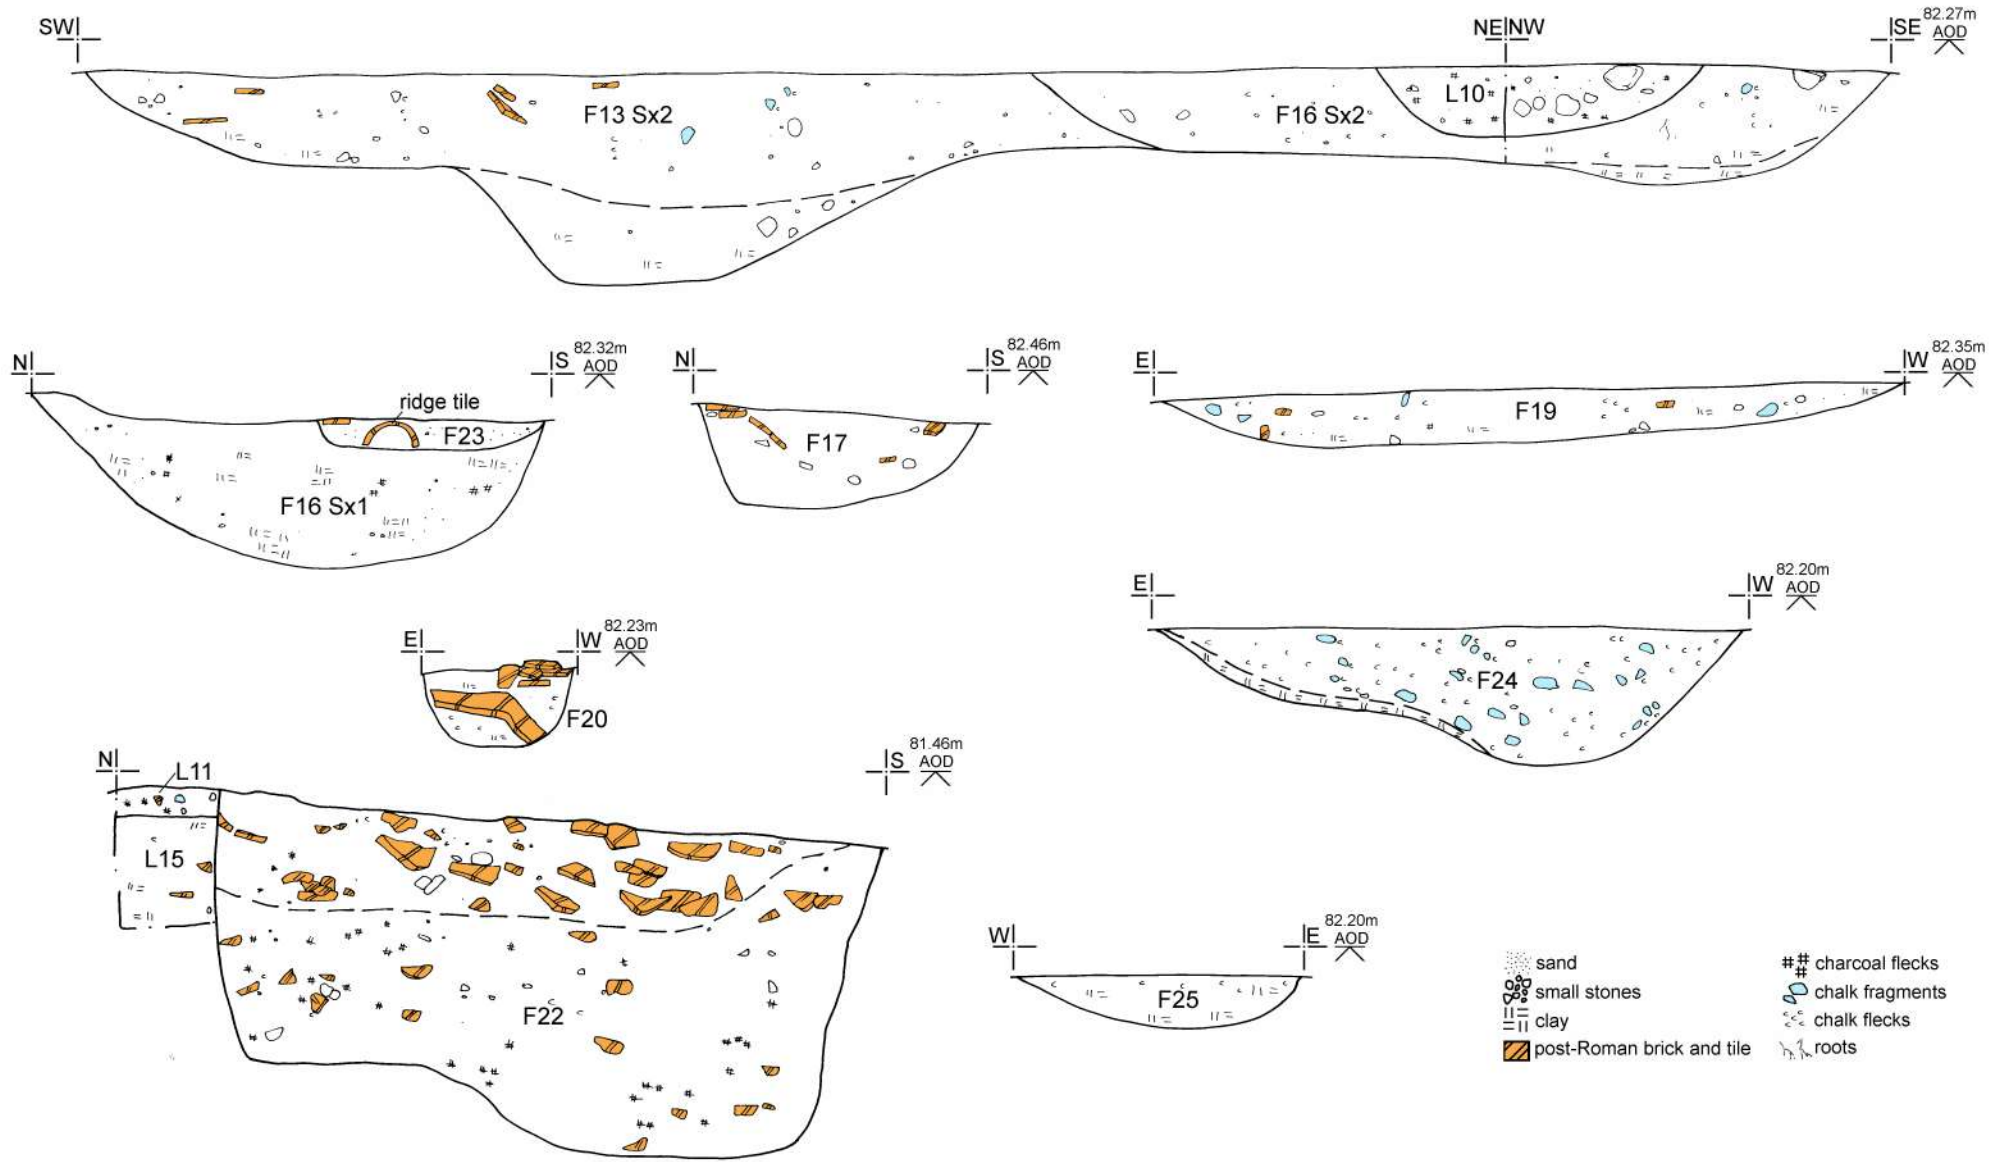 SW
NE NW
SE 82.27m
AOD
F13 Sx2
F16 Sx2
L10
N
S 82.32m
AOD
ridge tile
F23
F16 Sx1
N
S 82.46m
AOD
F17
E
W 82.35m
AOD
F19
E
W 82.23m
AOD
F20
E
W 82.20m
AOD
F24
N
S 81.46m
AOD
L11
L15
F22
W
E 82.20m
AOD
F25
sand
small stones
clay
post-Roman brick and tile
charcoal flecks
chalk fragments
chalk flecks
roots